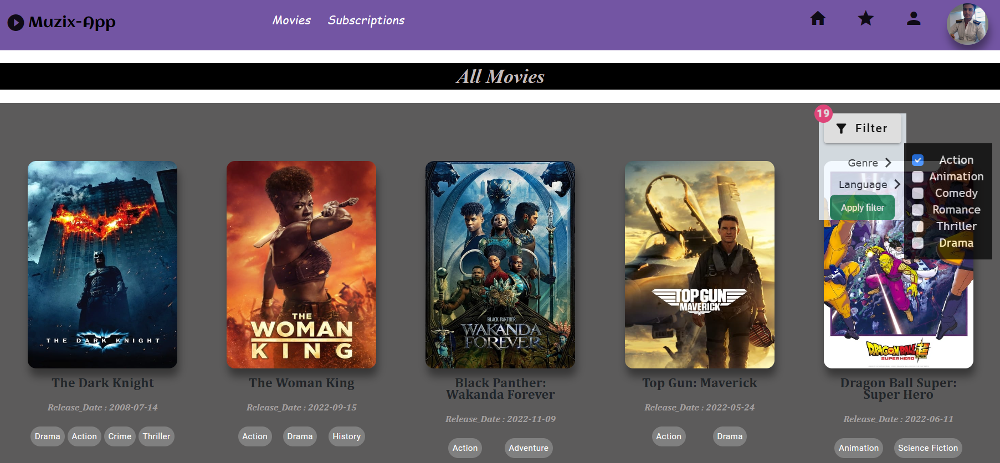 Muzix-App
Movies
Subscriptions
All Movies
19
Filter
Genre
Language
Apply filter
Action
Animation
Comedy
Romance
Thriller
Drama
THE DARK KNIGHT
THE
WOMAN
KING
BLACK PANTHER
WAKANDA
FOREVER
TOP GUN
MAVERICK
DRAGON BALL SUPER
SUPER HERO
The Dark Knight
Release_Date : 2008-07-14
Drama
Action
Crime
Thriller
The Woman King
Release_Date : 2022-09-15
Action
Drama
History
Black Panther:
Wakanda Forever
Release_Date : 2022-11-09
Action
Adventure
Top Gun: Maverick
Release_Date : 2022-05-24
Action
Drama
Dragon Ball Super:
Super Hero
Release_Date : 2022-06-11
Animation
Science Fiction